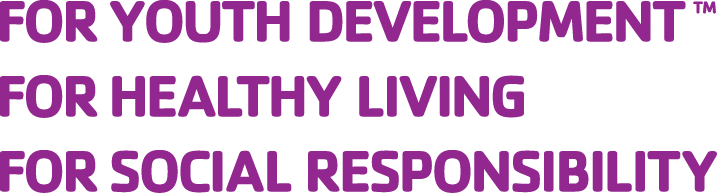 FOR YOUTH DEVELOPMENT™
FOR HEALTHY LIVING
FOR SOCIAL RESPONSIBILITY